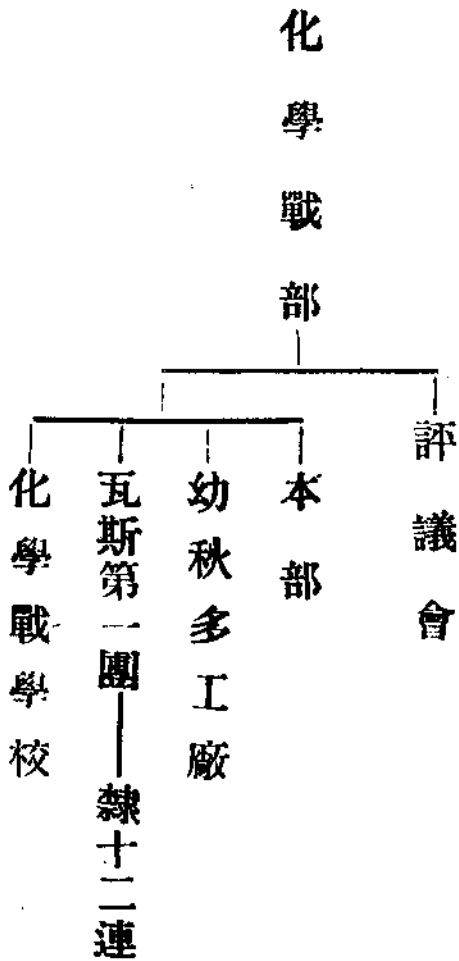 化學戰部
評議會
本部
幼秋多工廠
瓦斯第一團——隸十二連
化學戰學校